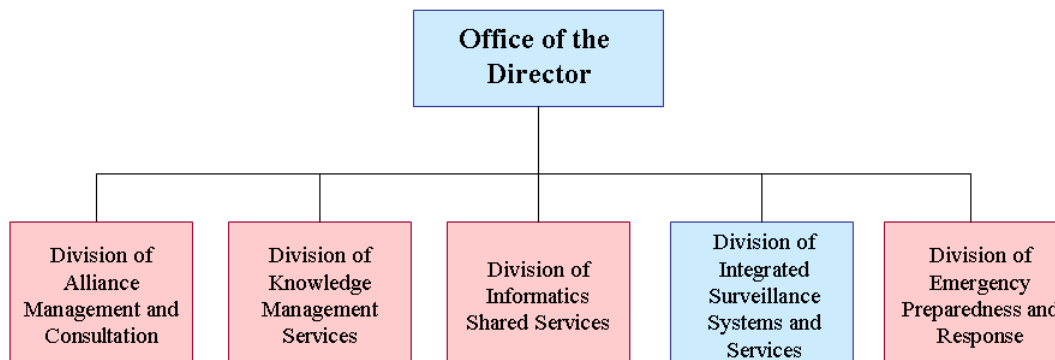 Office of the
Director
Division of
Alliance
Management and
Consultation
Division of
Knowledge
Management
Services
Division of
Informatics
Shared Services
Division of
Integrated
Surveillance
Systems and
Services
Division of
Emergency
Preparedness and
Response